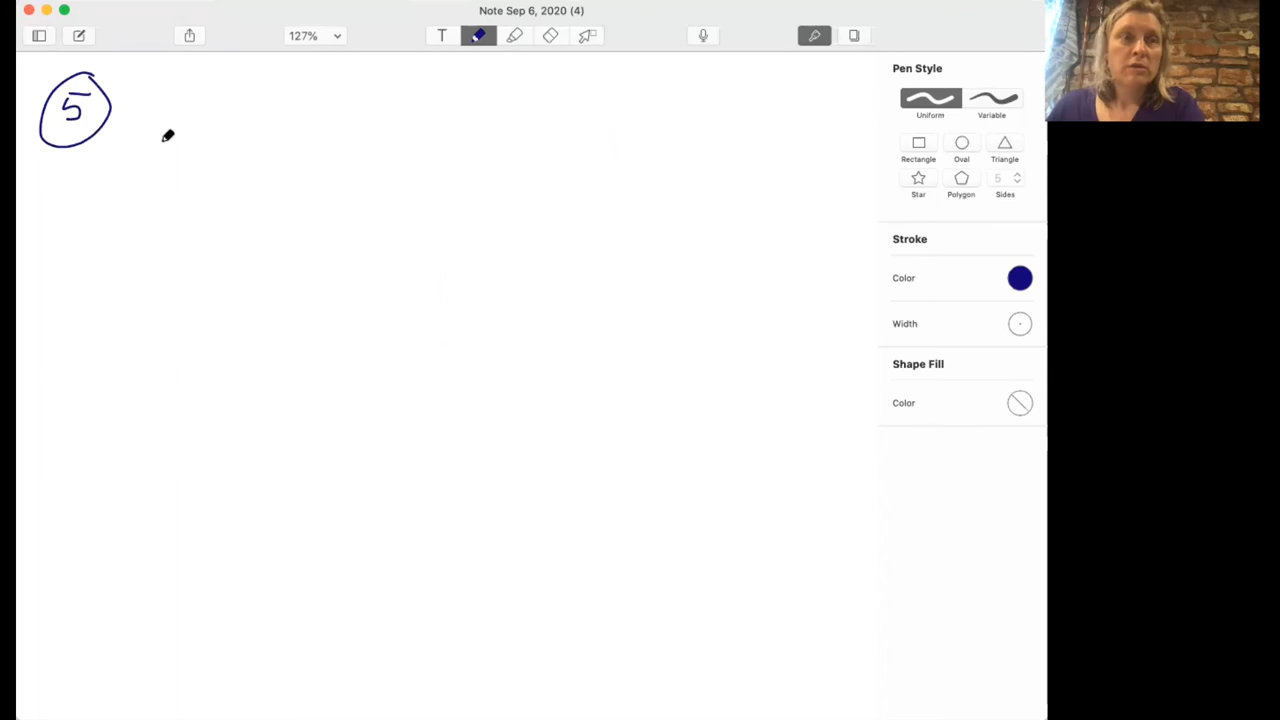 Note Sep 6, 2020 (4)
127%
T
5
Pen Style
Uniform Variable
Rectangle Oval Triangle
5
Star Polygon Sides
Stroke
Color
Width
Shape Fill
Color